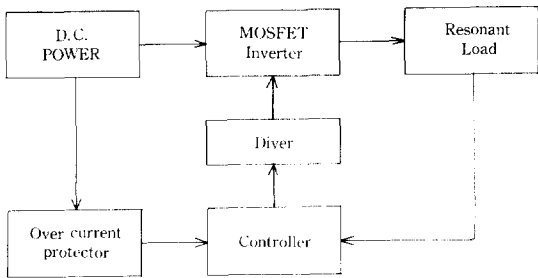 D.C.
POWER
MOSFET
Inverter
Resonant
Load
Diver
Over current
protector
Controller